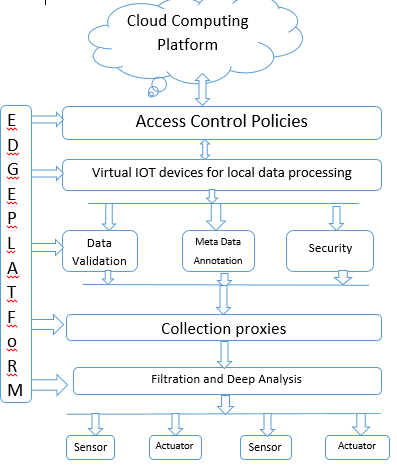 Cloud Computing
Platform
Access Control Policies
Virtual IOT devices for local data processing
Data
Validation
Meta Data
Annotation
Security
Collection proxies
Filtration and Deep Analysis
Sensor
Actuator
Sensor
Actuator
E
D
G
E
P
L
A
T
F
o
R
M